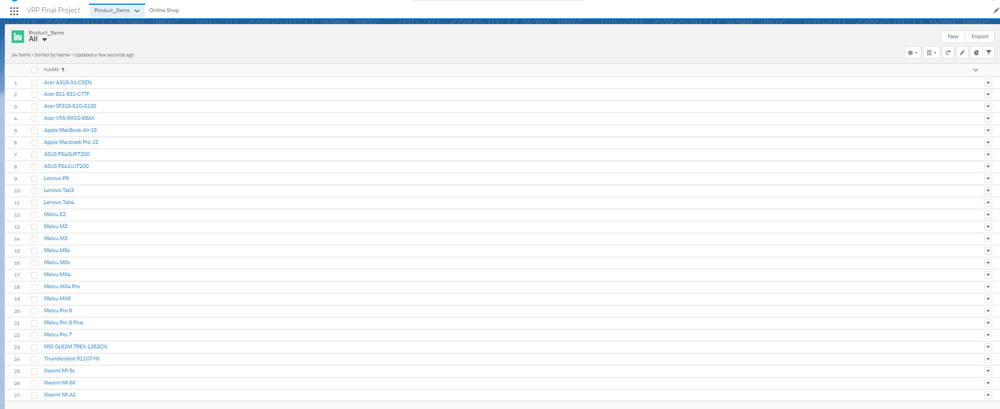 VRP Final Project Product_Items Online Shop
Product_Items
All
New Import
34 items • Sorted by Name • Updated a few seconds ago
NAME
1 Acer A315-31-C9ZN
2 Acer ES1-531-C7TF
3 Acer SF315-51G-513S
4 Acer VX5-591G-58AX
5 Apple MacBook Air 15
6 Apple Macbook Pro 15
7 ASUS F540UP7200
8 ASUS F541UJ7200
9 Lenovo P8
10 Lenovo Tab3
11 Lenovo Tab4
12 Meizu E2
13 Meizu M2
14 Meizu M3
15 Meizu M5s
16 Meizu M6s
17 Meizu MX4
18 Meizu MX4 Pro
19 Meizu MX6
20 Meizu Pro 6
21 Meizu Pro 6 Plus
22 Meizu Pro 7
23 MSI GL62M 7REX-1252CN
24 Thunderobot 911GT-Y6
25 Xiaomi Mi 5s
26 Xiaomi Mi 6X
27 Xiaomi Mi A1